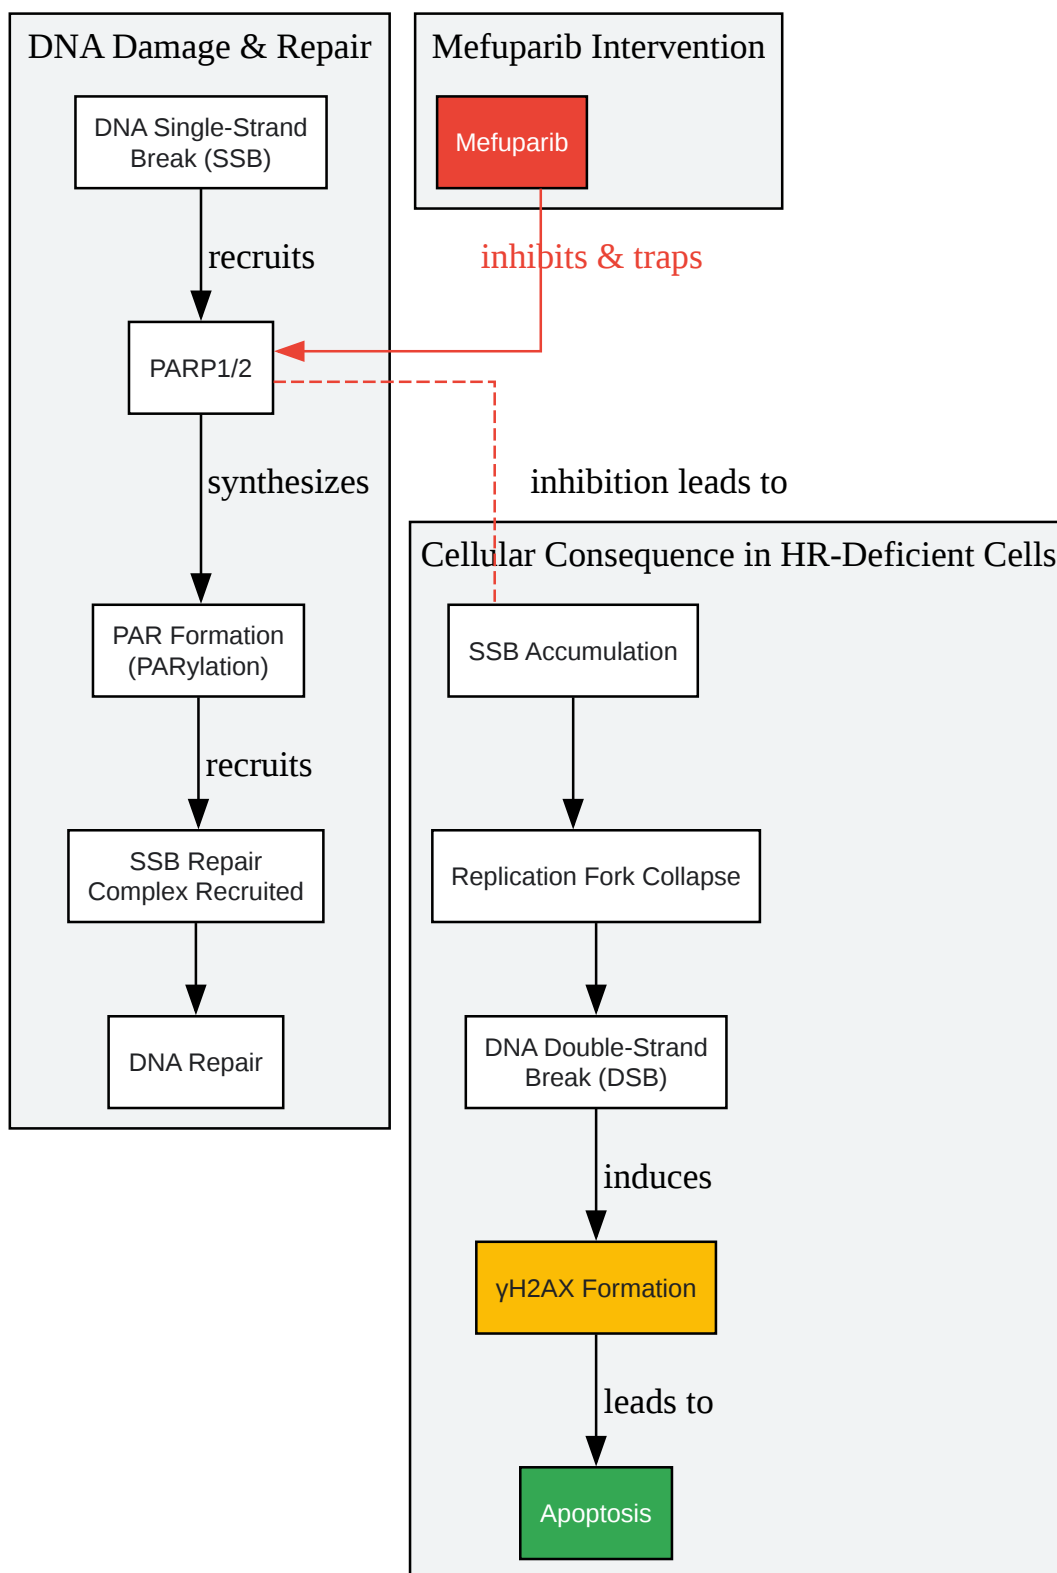 DNA Damage & Repair
DNA Single-Strand
Break (SSB)
recruits
PARP1/2
synthesizes
PAR Formation
(PARylation)
recruits
SSB Repair
Complex Recruited
DNA Repair
Mefuparib Intervention
Mefuparib
inhibits & traps
inhibition leads to
Cellular Consequence in HR-Deficient Cells
SSB Accumulation
Replication Fork Collapse
DNA Double-Strand
Break (DSB)
induces
γH2AX Formation
leads to
Apoptosis